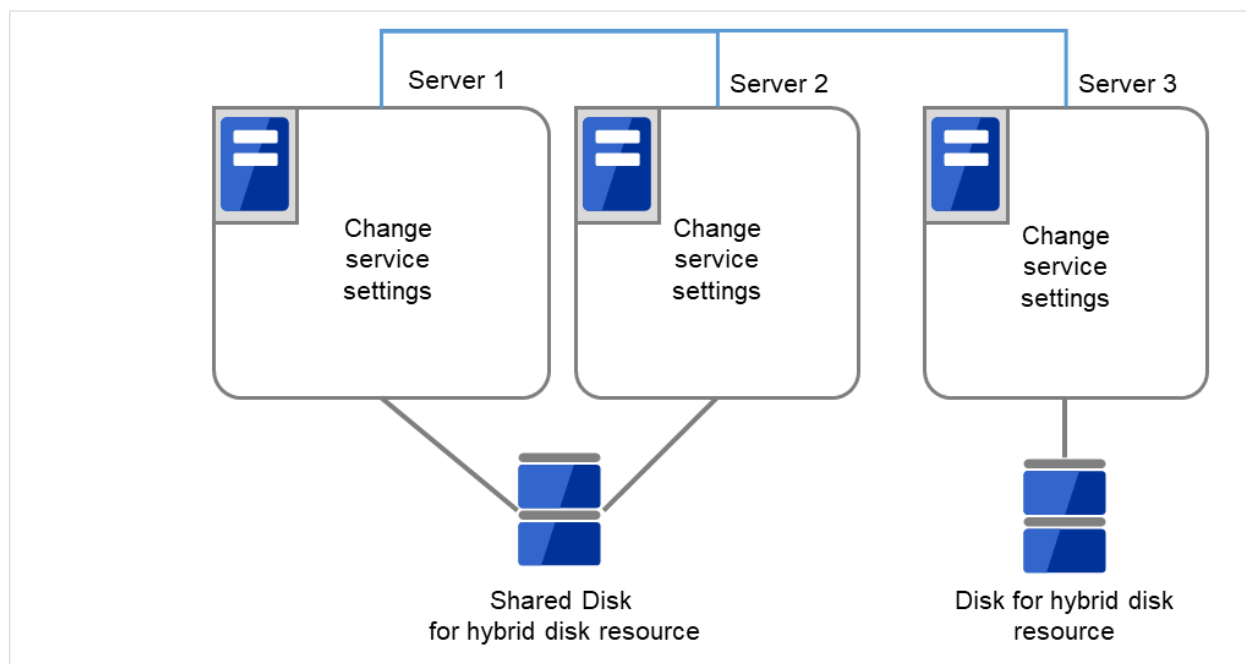 Server 1
Server 2
Server 3
Change
service
settings
Change
service
settings
Change
service
settings
Shared Disk
for hybrid disk resource
Disk for hybrid disk
resource